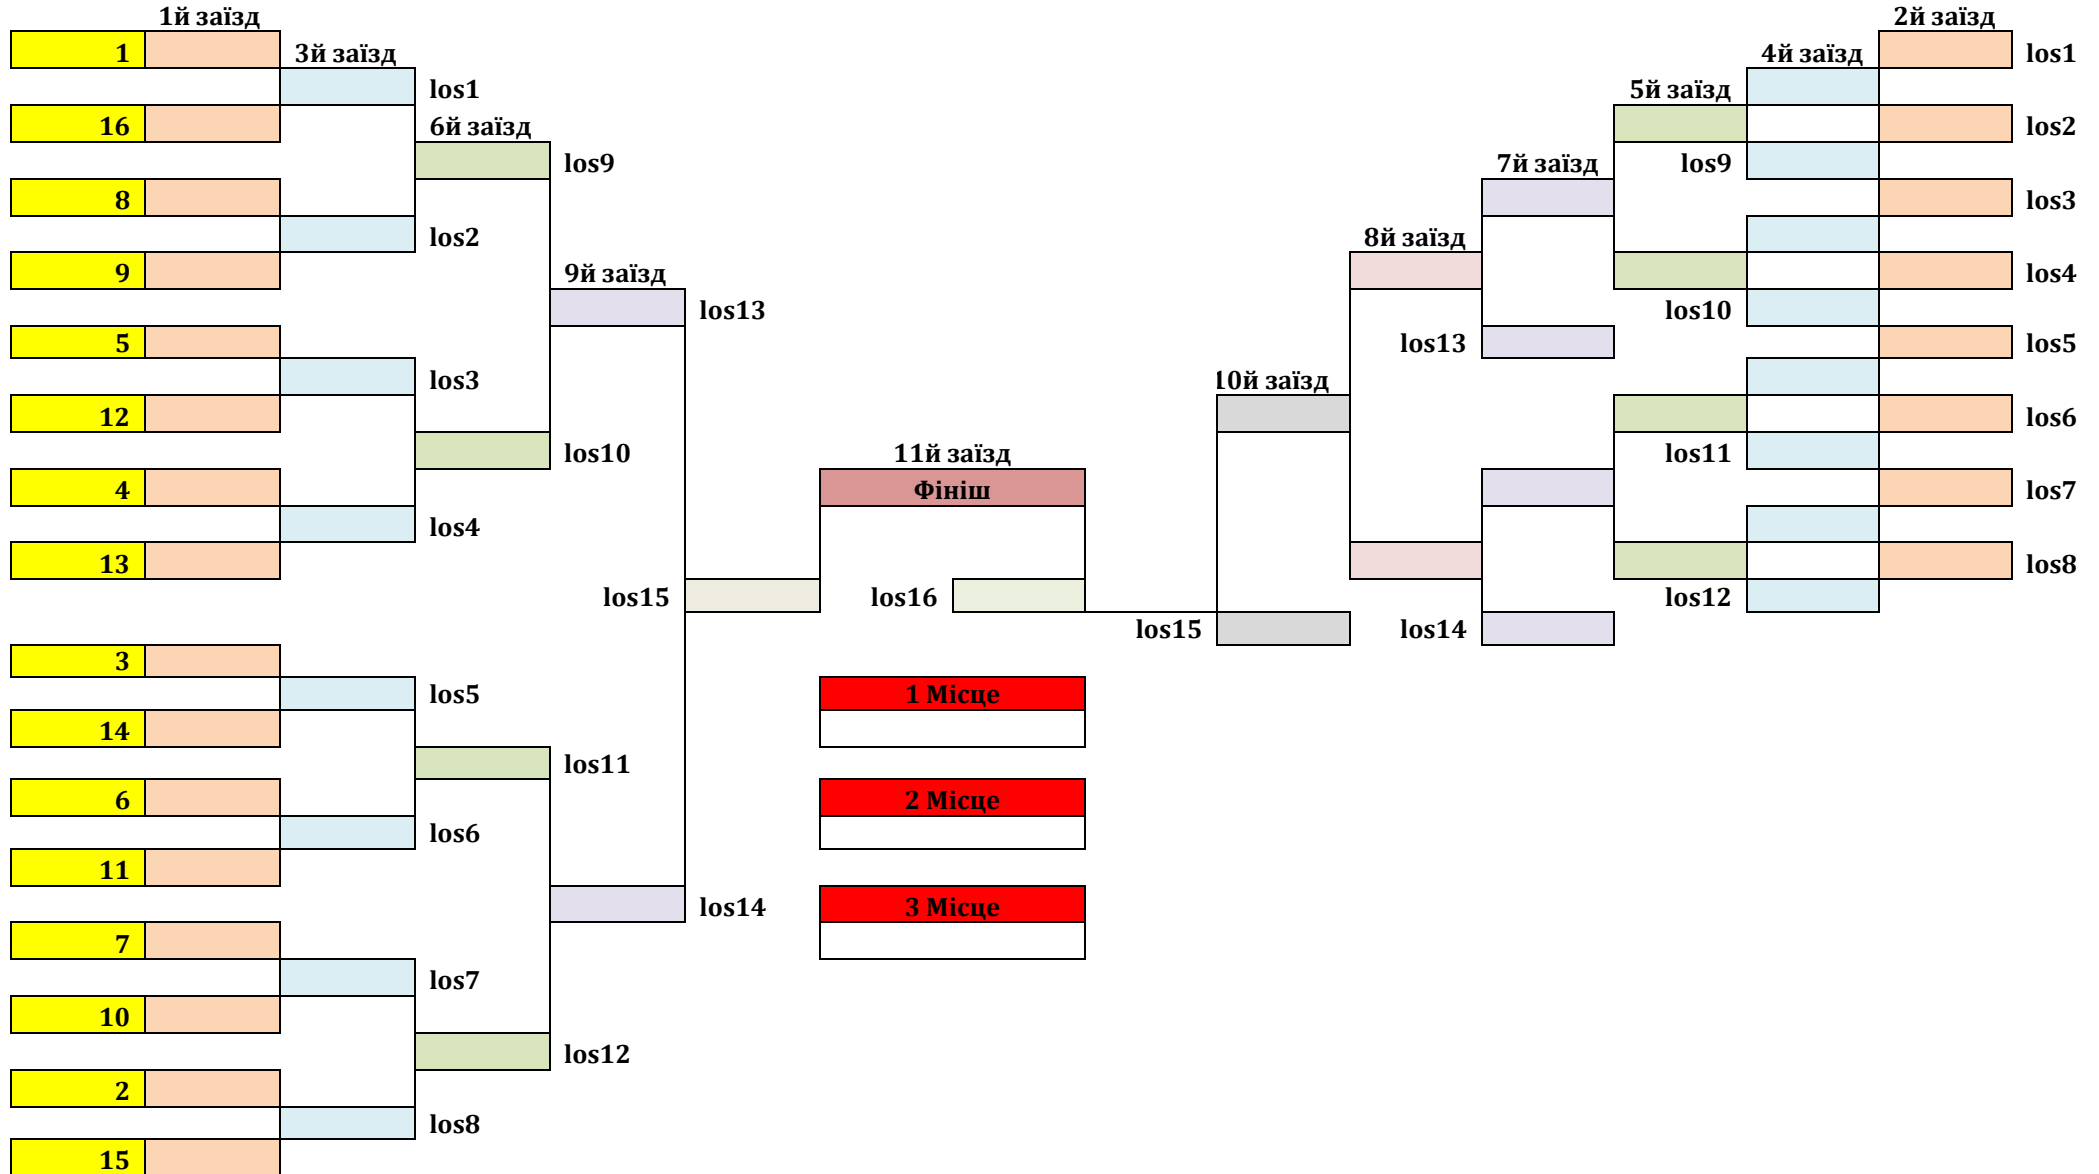 1й заїзд
2й заїзд
1
3й заїзд
4й заїзд
los1
los1
5й заїзд
16
6й заїзд
los2
los9
7й заїзд
los9
8
los3
los2
8й заїзд
9
9й заїзд
los4
los13
los10
5
los13
los5
los3
10й заїзд
12
los6
los10
11й заїзд
los11
4
Фініш
los7
los4
13
los8
los15
los16
los12
los15
los14
3
los5
1 Місце
14
los11
6
2 Місце
los6
11
los14
3 Місце
7
los7
10
los12
2
los8
15